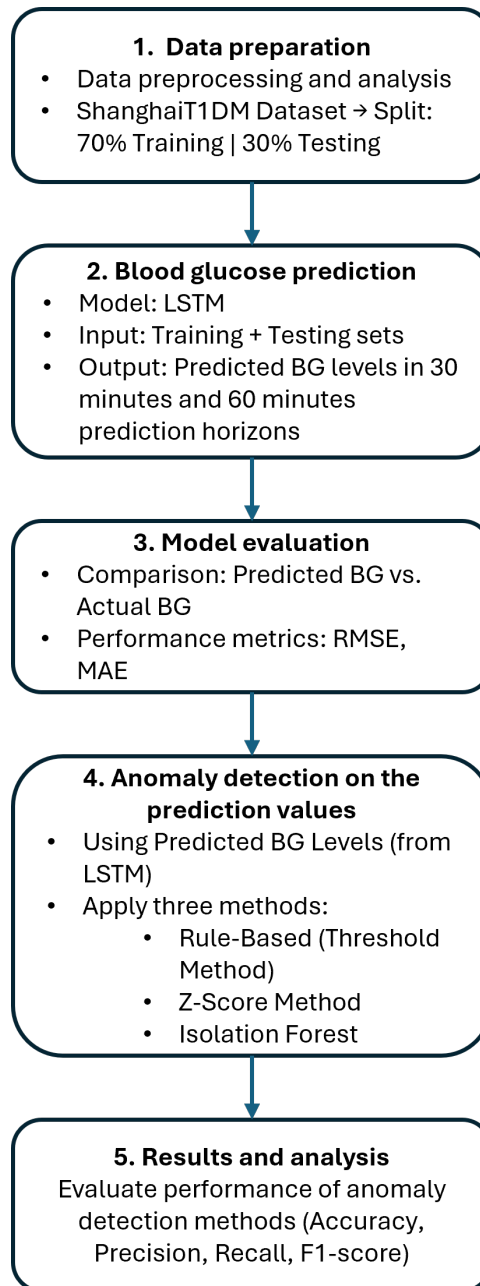 1. Data preparation
• Data preprocessing and analysis
• ShanghaiT1DM Dataset → Split:
70% Training | 30% Testing
2. Blood glucose prediction
• Model: LSTM
• Input: Training + Testing sets
• Output: Predicted BG levels in 30
minutes and 60 minutes
prediction horizons
3. Model evaluation
• Comparison: Predicted BG vs.
Actual BG
• Performance metrics: RMSE,
MAE
4. Anomaly detection on the
prediction values
• Using Predicted BG Levels (from
LSTM)
• Apply three methods:
• Rule-Based (Threshold
Method)
• Z-Score Method
• Isolation Forest
5. Results and analysis
Evaluate performance of anomaly
detection methods (Accuracy,
Precision, Recall, F1-score)